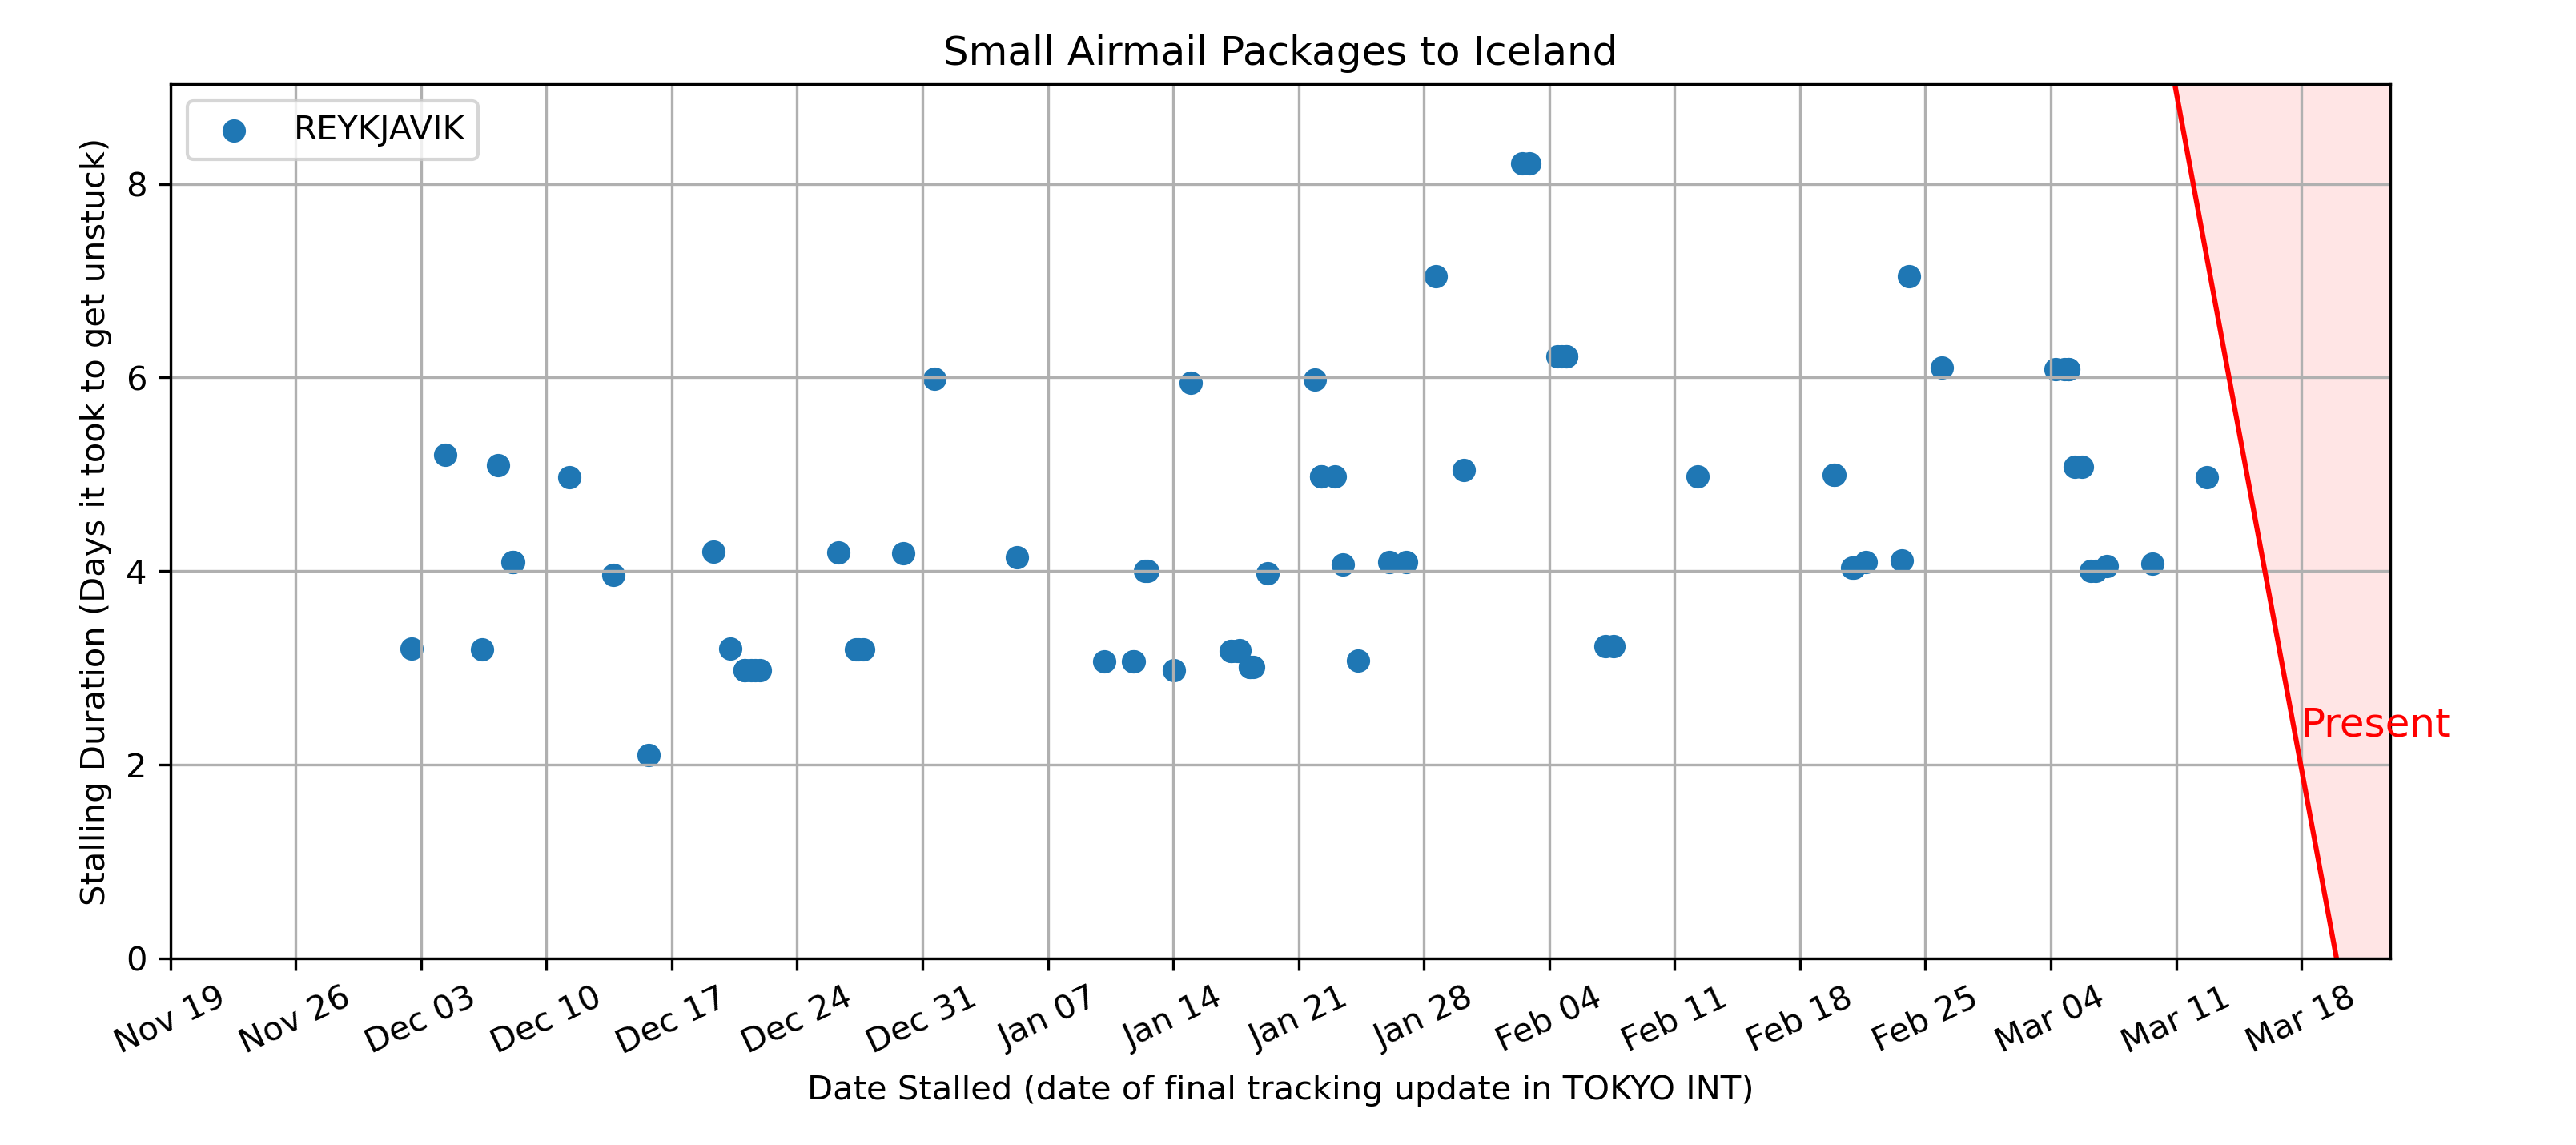 Small Airmail Packages to Iceland
REYKJAVIK
Stalling Duration (Days it took to get unstuck)
8
6
4
2
0
Present
Nov 19 Nov 26 Dec 03 Dec 10 Dec 17 Dec 24 Dec 31 Jan 07 Jan 14 Jan 21 Jan 28 Feb 04 Feb 11 Feb 18 Feb 25 Mar 04 Mar 11 Mar 18
Date Stalled (date of final tracking update in TOKYO INT)